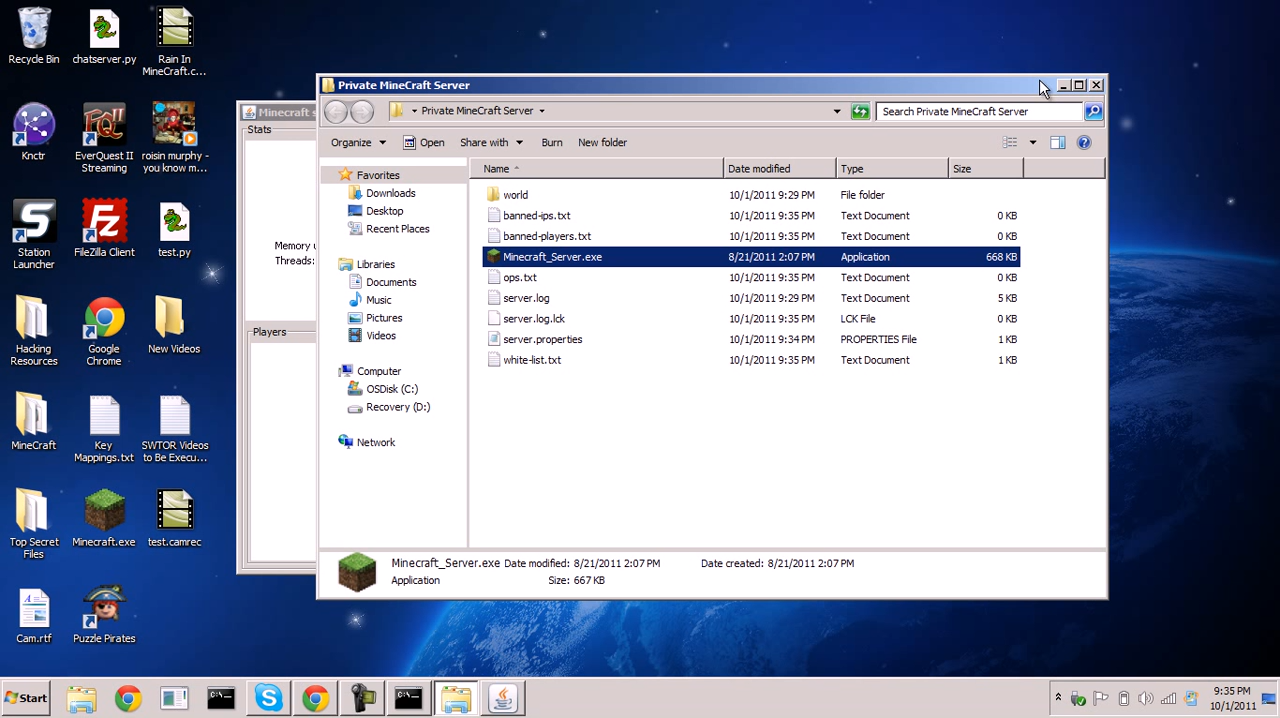 Recycle Bin
chatserver.py
Rain In
MineCraft.c...
Knctr
EverQuest II
Streaming
roisin murphy -
you know m...
Station
Launcher
FileZilla Client
test.py
Hacking
Resources
Google
Chrome
New Videos
MineCraft
Key
Mappings.txt
SWTOR Videos
to Be Execu...
Top Secret
Files
Minecraft.exe
test.camrec
Cam.rtf
Puzzle Pirates
Minecraft s
Stats
Memory u
Threads:
Players
Private MineCraft Server
Private MineCraft Server
Search Private MineCraft Server
Organize Open Share with Burn New folder
Favorites
Downloads
Desktop
Recent Places
Libraries
Documents
Music
Pictures
Videos
Computer
OSDisk (C:)
Recovery (D:)
Network
Name Date modified Type Size
world 10/1/2011 9:29 PM File folder
banned-ips.txt 10/1/2011 9:35 PM Text Document 0 KB
banned-players.txt 10/1/2011 9:35 PM Text Document 0 KB
Minecraft_Server.exe 8/21/2011 2:07 PM Application 668 KB
ops.txt 10/1/2011 9:35 PM Text Document 0 KB
server.log 10/1/2011 9:29 PM Text Document 5 KB
server.log.lck 10/1/2011 9:35 PM LCK File 0 KB
server.properties 10/1/2011 9:34 PM PROPERTIES File 1 KB
white-list.txt 10/1/2011 9:35 PM Text Document 1 KB
Minecraft_Server.exe Date modified: 8/21/2011 2:07 PM Date created: 8/21/2011 2:07 PM
Application Size: 667 KB
Start
9:35 PM
10/1/2011